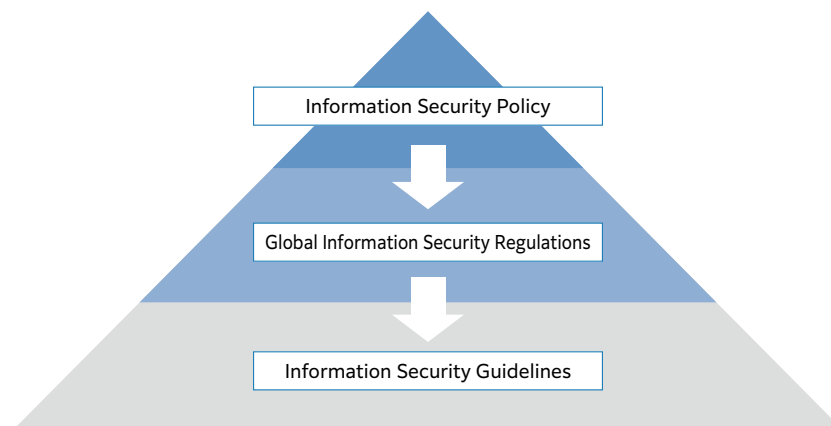 Information Security Policy
Global Information Security Regulations
Information Security Guidelines